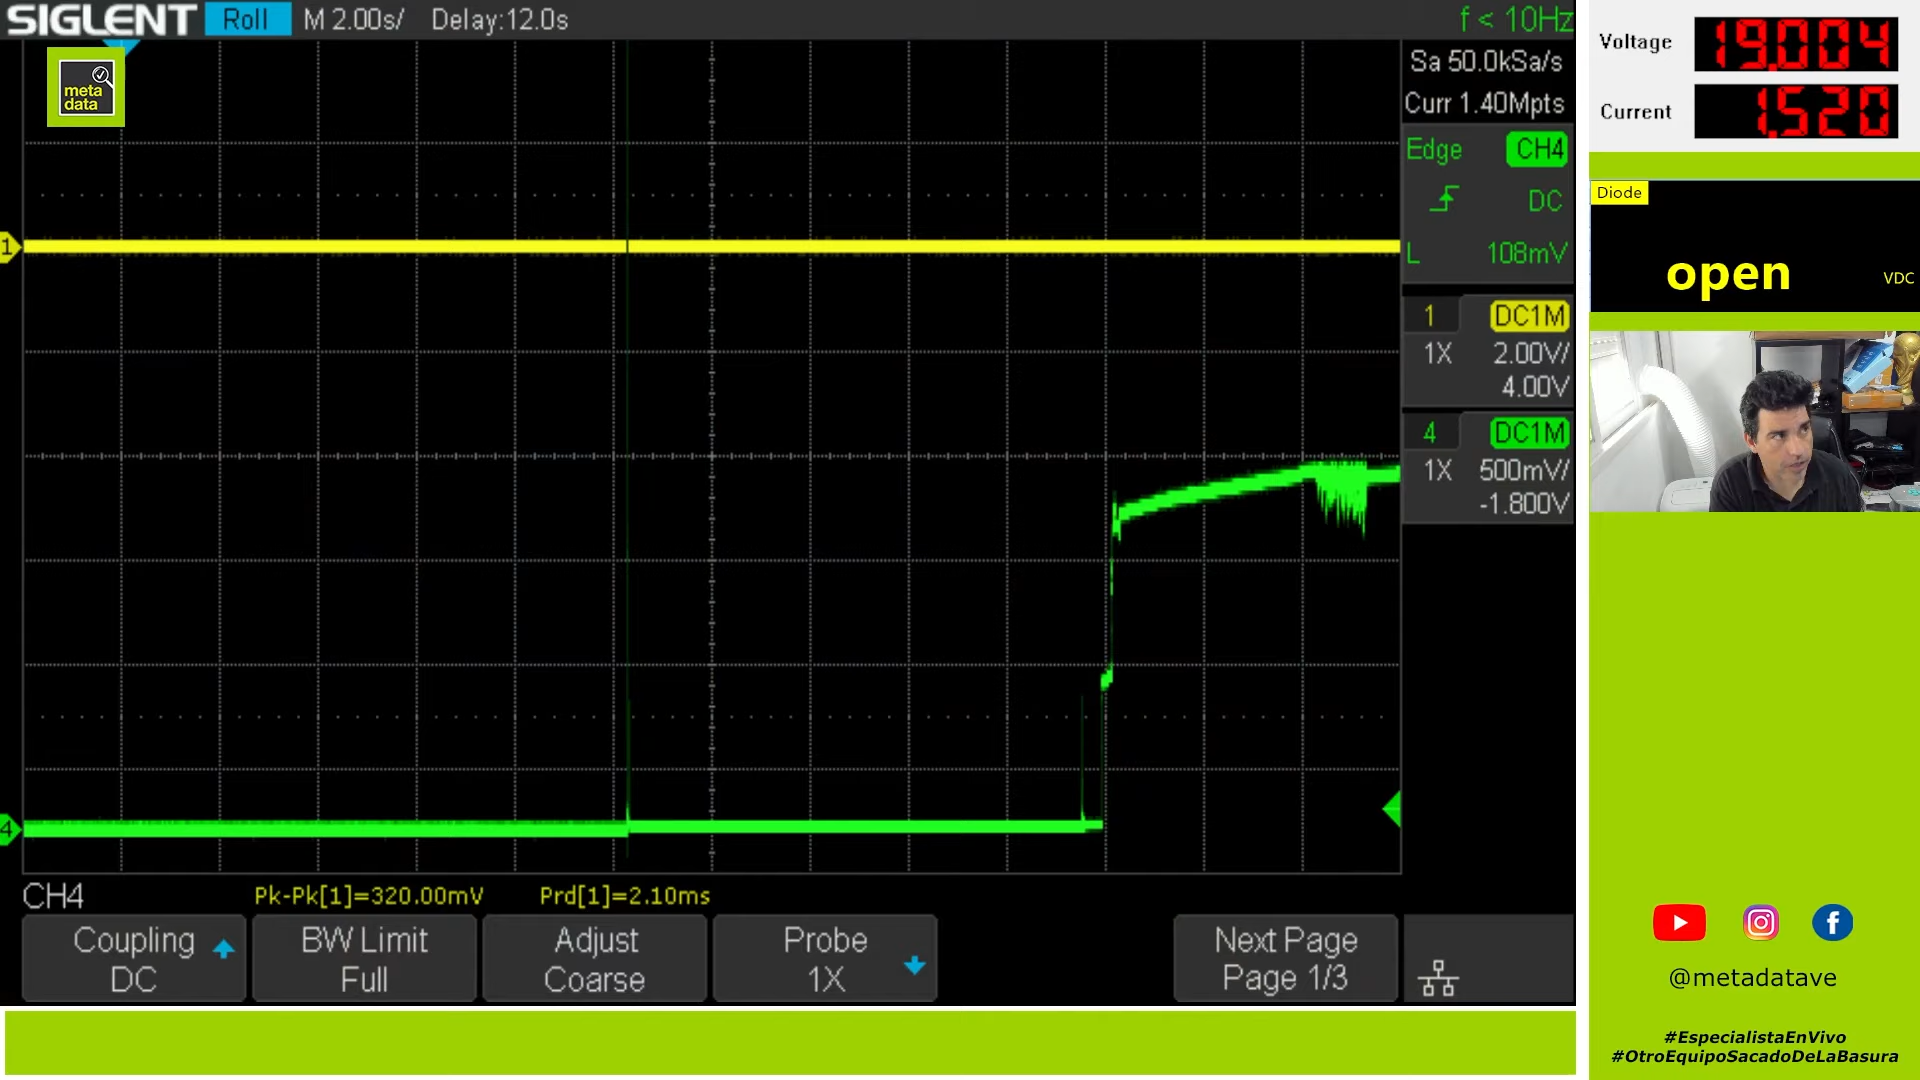 SIGLENT Roll M 2.00s/ Delay:12.0s f < 10Hz
meta
data
Sa 50.0kSa/s
Curr 1.40Mpts
Edge CH4
DC
L 108mV
1 DC1M
1X 2.00V/
4.00V
4 DC1M
1X 500mV/
-1.800V
1
4
CH4 Pk-Pk[1]=320.00mV Prd[1]=2.10ms
Coupling
DC
BW Limit
Full
Adjust
Coarse
Probe
1X
Next Page
Page 1/3
Voltage 19.004
Current 1.520
Diode
open VDC
@metadatave
#EspecialistaEnVivo
#OtroEquipoSacadoDeLaBasura